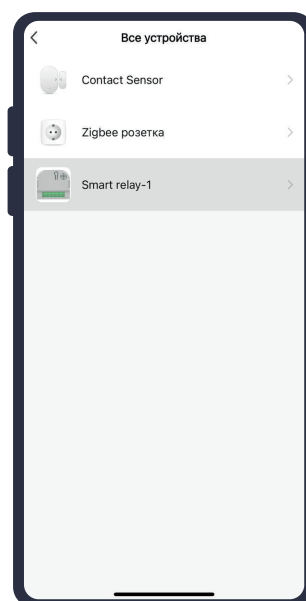 Все устройства
Contact Sensor
Zigbee розетка
Smart relay-1